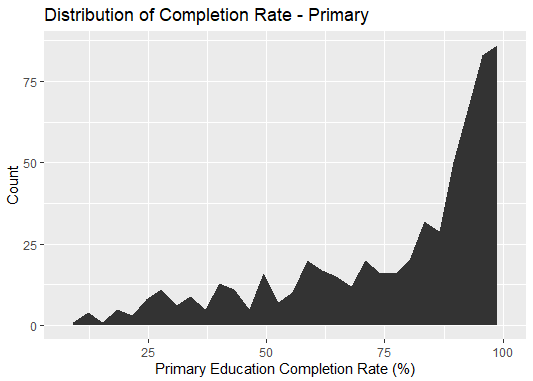 Distribution of Completion Rate - Primary
75
50
25
0
Count
25 50 75 100
Primary Education Completion Rate (%)